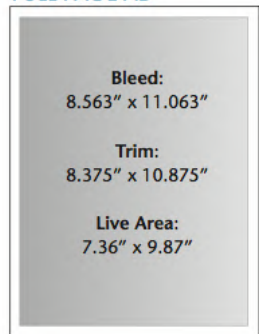 Bleed:
8.563” x 11.063”
Trim:
8.375” x 10.875”
Live Area:
7.36” x 9.87”